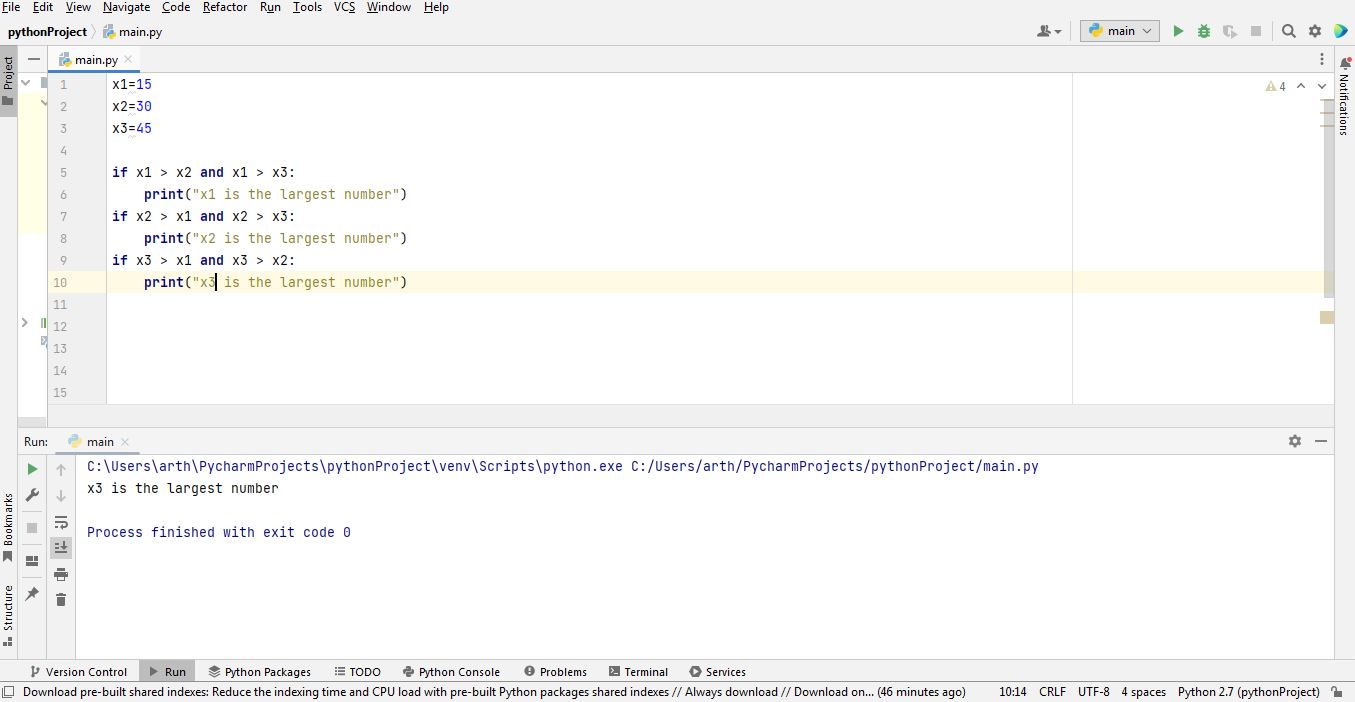 File Edit View Navigate Code Refactor Run Tools VCS Window Help
pythonProject main.py main
Project
main.py
4
Notifications
1 x1=15
2 x2=30
3 x3=45
4
5 if x1 > x2 and x1 > x3:
6 print("x1 is the largest number")
7 if x2 > x1 and x2 > x3:
8 print("x2 is the largest number")
9 if x3 > x1 and x3 > x2:
10 print("x3 is the largest number")
11
12
13
14
15
Run: main
C:\Users\arth\PycharmProjects\pythonProject\venv\Scripts\python.exe C:/Users/arth/PycharmProjects/pythonProject/main.py
x3 is the largest number
Process finished with exit code 0
Bookmarks
Structure
Version Control Run Python Packages TODO Python Console Problems Terminal Services
Download pre-built shared indexes: Reduce the indexing time and CPU load with pre-built Python packages shared indexes // Always download // Download on... (46 minutes ago) 10:14 CRLF UTF-8 4 spaces Python 2.7 (pythonProject)